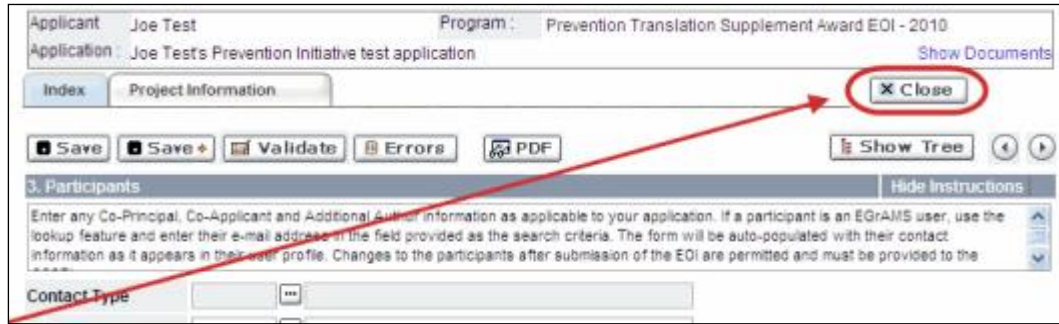 Applicant Joe Test Program : Prevention Translation Supplement Award EOI - 2010
Application : Joe Test's Prevention Initiative test application Show Documents
Index Project Information Close
Save Save Validate Errors PDF Show Tree
3. Participants Hide Instructions
Enter any Co-Principal, Co-Applicant and Additional Author information as applicable to your application. If a participant is an EGrAMS user, use the
lookup feature and enter their e-mail address in the field provided as the search criteria. The form will be auto-populated with their contact
information as it appears in their user profile. Changes to the participants after submission of the EOI are permitted and must be provided to the
Contact Type